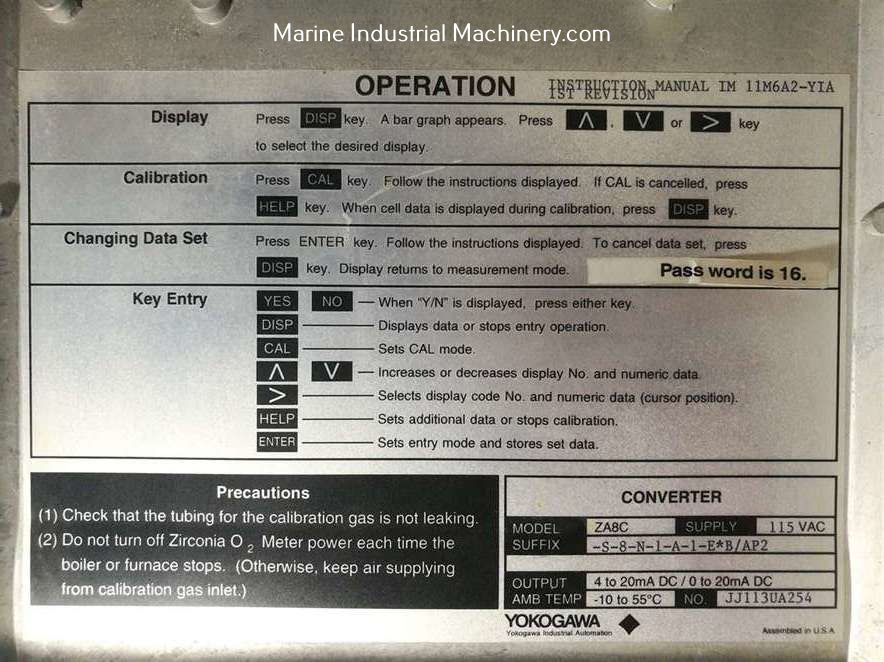 Marine Industrial Machinery.com
OPERATION
INSTRUCTION MANUAL IM 11M6A2-YIA
1ST REVISION
Display Press DISP key. A bar graph appears. Press Λ , V or > key
to select the desired display.
Calibration Press CAL key. Follow the instructions displayed. If CAL is cancelled, press
HELP key. When cell data is displayed during calibration, press DISP key.
Changing Data Set Press ENTER key. Follow the instructions displayed. To cancel data set, press
DISP key. Display returns to measurement mode. Pass word is 16.
Key Entry YES NO — When "Y/N" is displayed, press either key.
DISP — Displays data or stops entry operation.
CAL — Sets CAL mode.
Λ V — Increases or decreases display No. and numeric data.
> — Selects display code No. and numeric data (cursor position).
HELP — Sets additional data or stops calibration.
ENTER — Sets entry mode and stores set data.
Precautions
(1) Check that the tubing for the calibration gas is not leaking.
(2) Do not turn off Zirconia O2 Meter power each time the
boiler or furnace stops. (Otherwise, keep air supplying
from calibration gas inlet.)
CONVERTER
MODEL ZA8C SUPPLY 115 VAC
SUFFIX -S-8-N-1-A-1-E*B/AP2
OUTPUT 4 to 20mA DC / 0 to 20mA DC
AMB TEMP -10 to 55°C NO. JJ113UA254
YOKOGAWA
Yokogawa Industrial Automation
Assembled in U.S.A